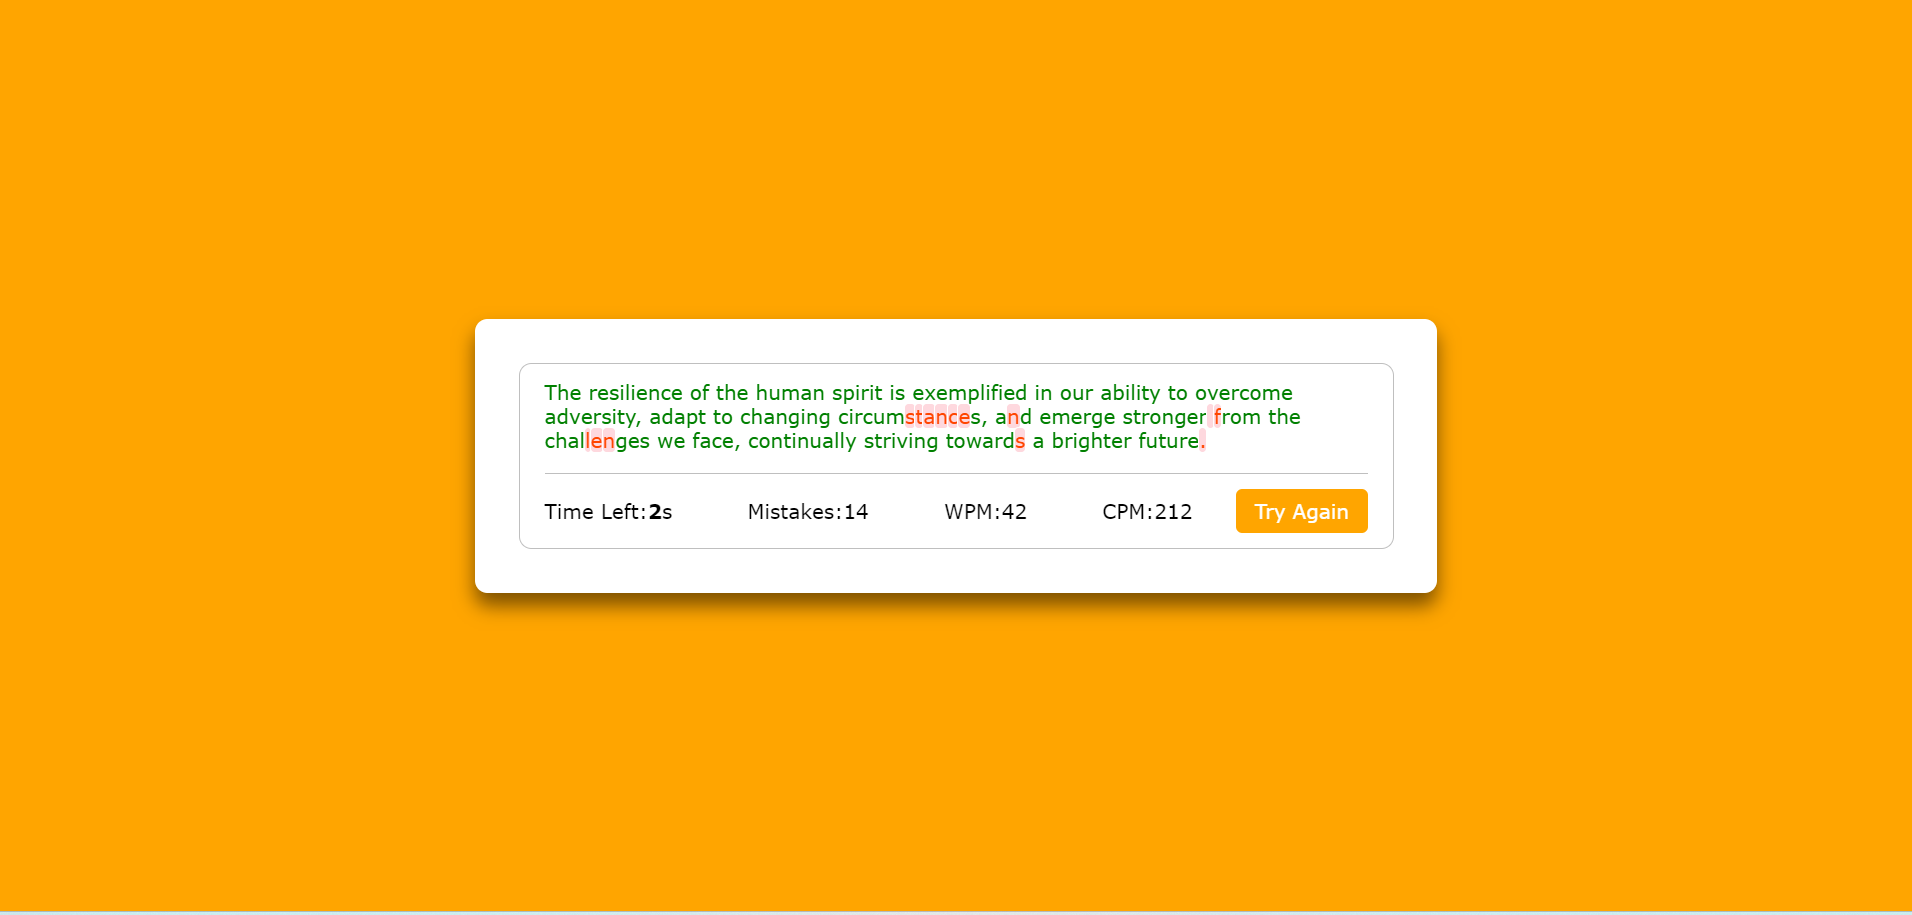 The resilience of the human spirit is exemplified in our ability to overcome
adversity, adapt to changing circumstances, and emerge stronger from the
challenges we face, continually striving towards a brighter future.
Time Left:2s Mistakes:14 WPM:42 CPM:212 Try Again